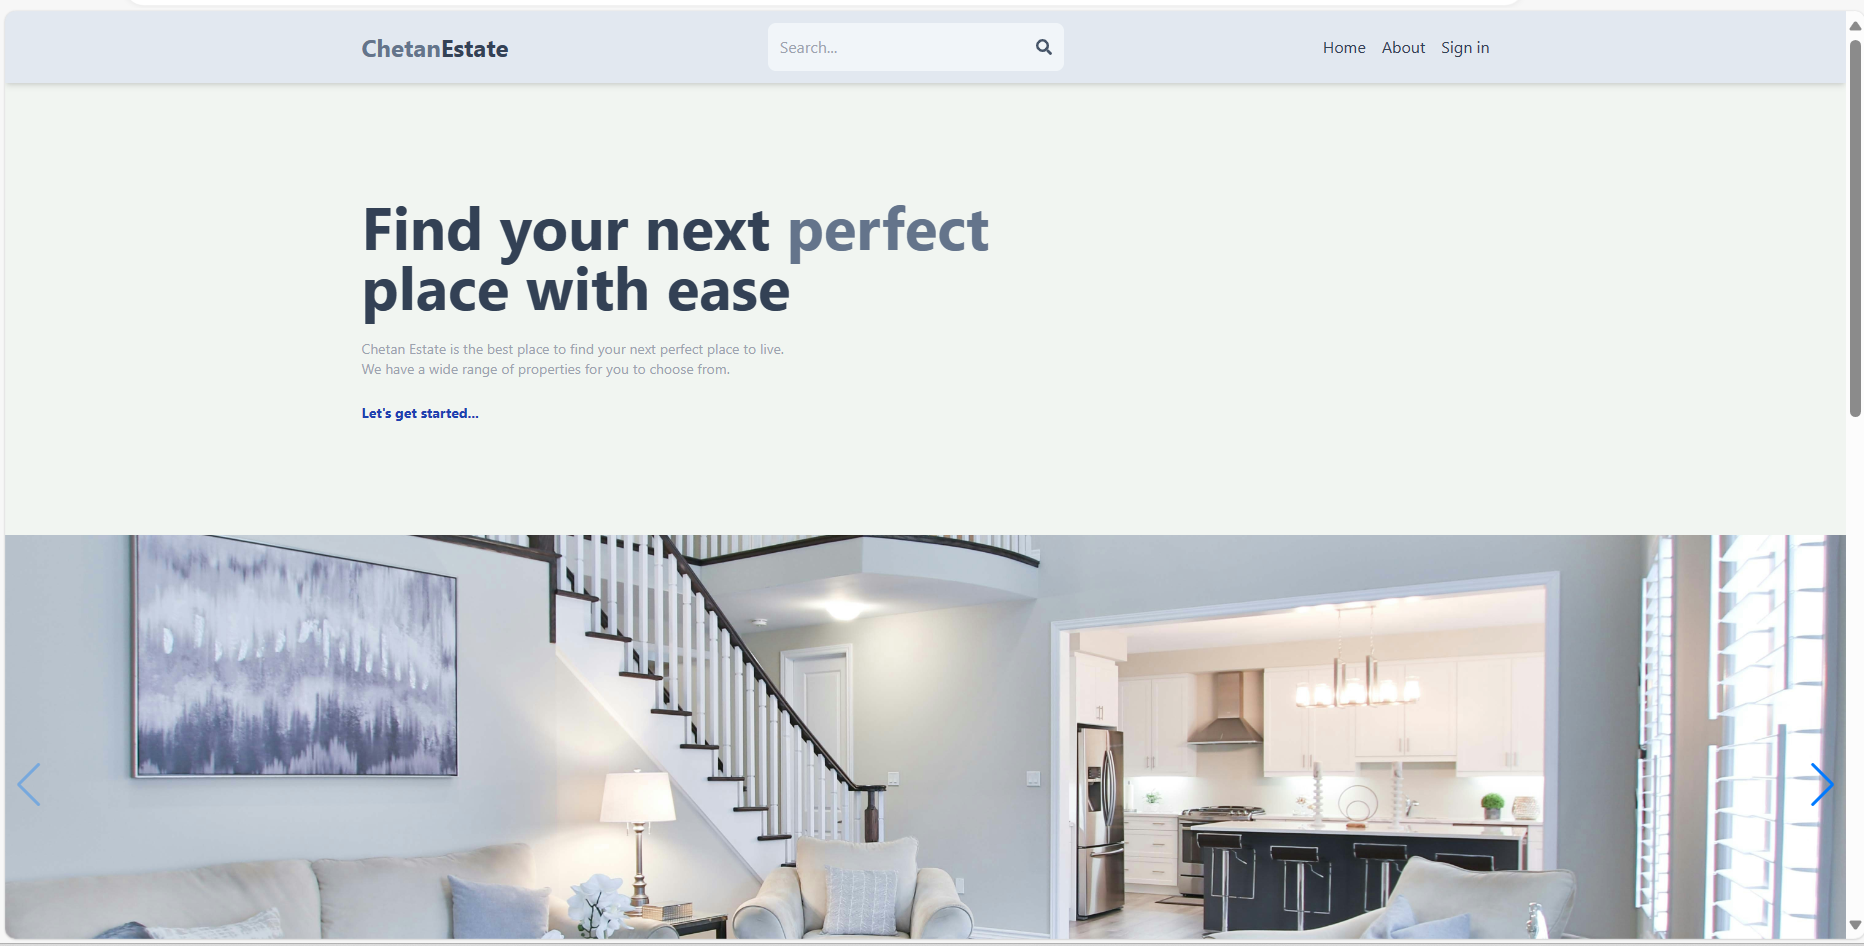 ChetanEstate
Search...
Home About Sign in
Find your next perfect
place with ease
Chetan Estate is the best place to find your next perfect place to live.
We have a wide range of properties for you to choose from.
Let's get started...